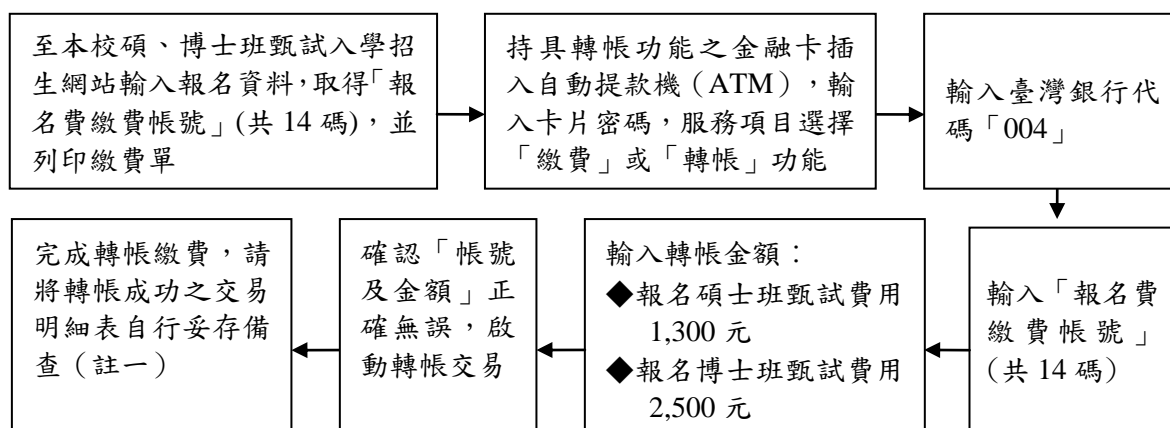 至本校碩、博士班甄試入學招
生網站輸入報名資料，取得「報
名費繳費帳號」(共 14 碼)，並
列印繳費單
持具轉帳功能之金融卡插
入自動提款機（ATM），輸
入卡片密碼，服務項目選擇
「繳費」或「轉帳」功能
輸入臺灣銀行代
碼「004」
輸入「報名費
繳費帳號」
(共 14 碼)
輸入轉帳金額：
◆報名碩士班甄試費用
1,300 元
◆報名博士班甄試費用
2,500 元
確認「帳號
及金額」正
確無誤，啟
動轉帳交易
完成轉帳繳費，請
將轉帳成功之交易
明細表自行妥存備
查（註一）